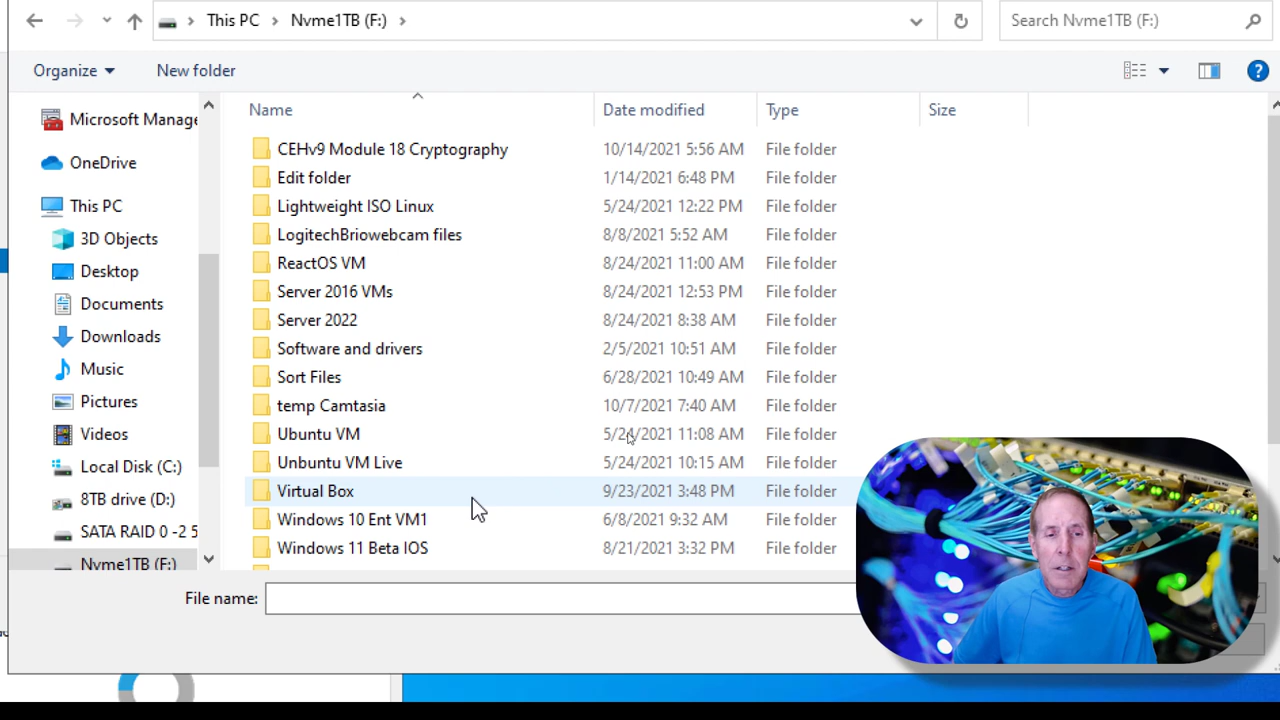 This PC > Nvme1TB (F:) >
Search Nvme1TB (F:)
Organize
New folder
?
Name
Date modified
Type
Size
Microsoft Manage
OneDrive
This PC
3D Objects
Desktop
Documents
Downloads
Music
Pictures
Videos
Local Disk (C:)
8TB drive (D:)
SATA RAID 0 -2 5
Nvme1TB (F:)
CEHv9 Module 18 Cryptography 10/14/2021 5:56 AM File folder
Edit folder 1/14/2021 6:48 PM File folder
Lightweight ISO Linux 5/24/2021 12:22 PM File folder
LogitechBriowebcam files 8/8/2021 5:52 AM File folder
ReactOS VM 8/24/2021 11:00 AM File folder
Server 2016 VMs 8/24/2021 12:53 PM File folder
Server 2022 8/24/2021 8:38 AM File folder
Software and drivers 2/5/2021 10:51 AM File folder
Sort Files 6/28/2021 10:49 AM File folder
temp Camtasia 10/7/2021 7:40 AM File folder
Ubuntu VM 5/24/2021 11:08 AM File folder
Unbuntu VM Live 5/24/2021 10:15 AM File folder
Virtual Box 9/23/2021 3:48 PM File folder
Windows 10 Ent VM1 6/8/2021 9:32 AM File folder
Windows 11 Beta IOS 8/21/2021 3:32 PM File folder
File name: